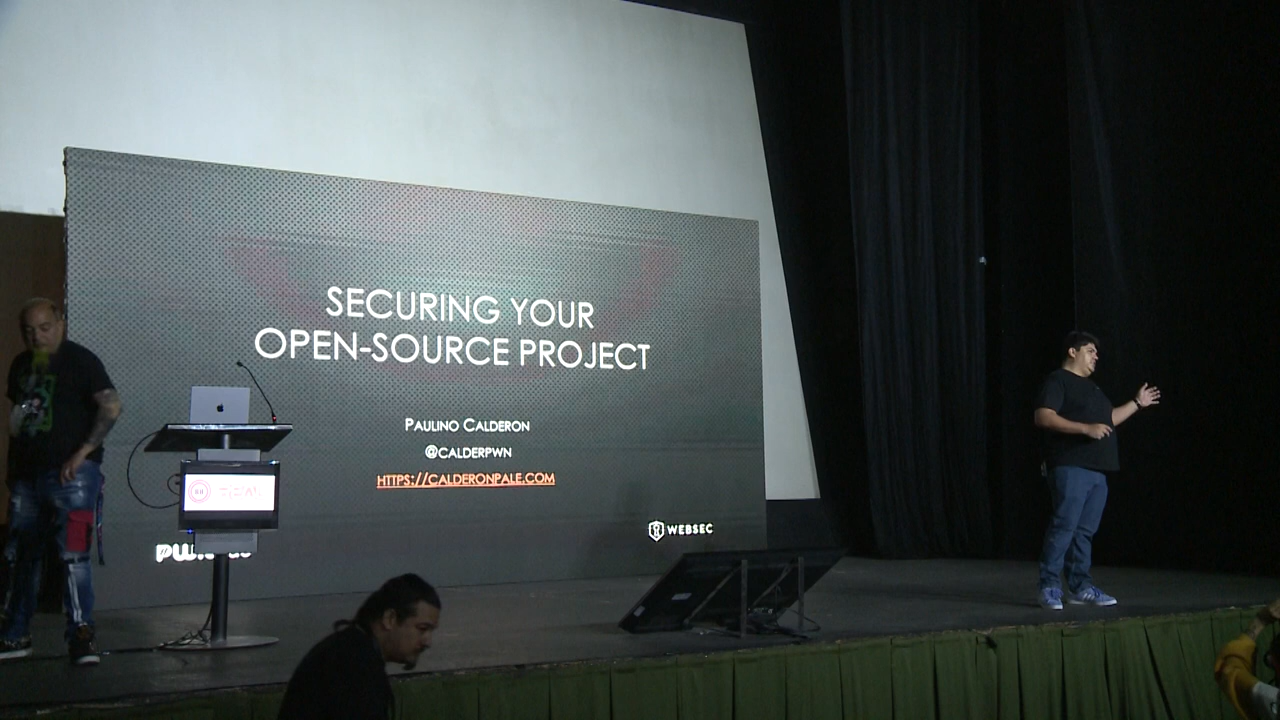 SECURING YOUR
OPEN-SOURCE PROJECT
PAULINO CALDERON
@CALDERPWN
HTTPS://CALDERONPALE.COM
WEBSEC